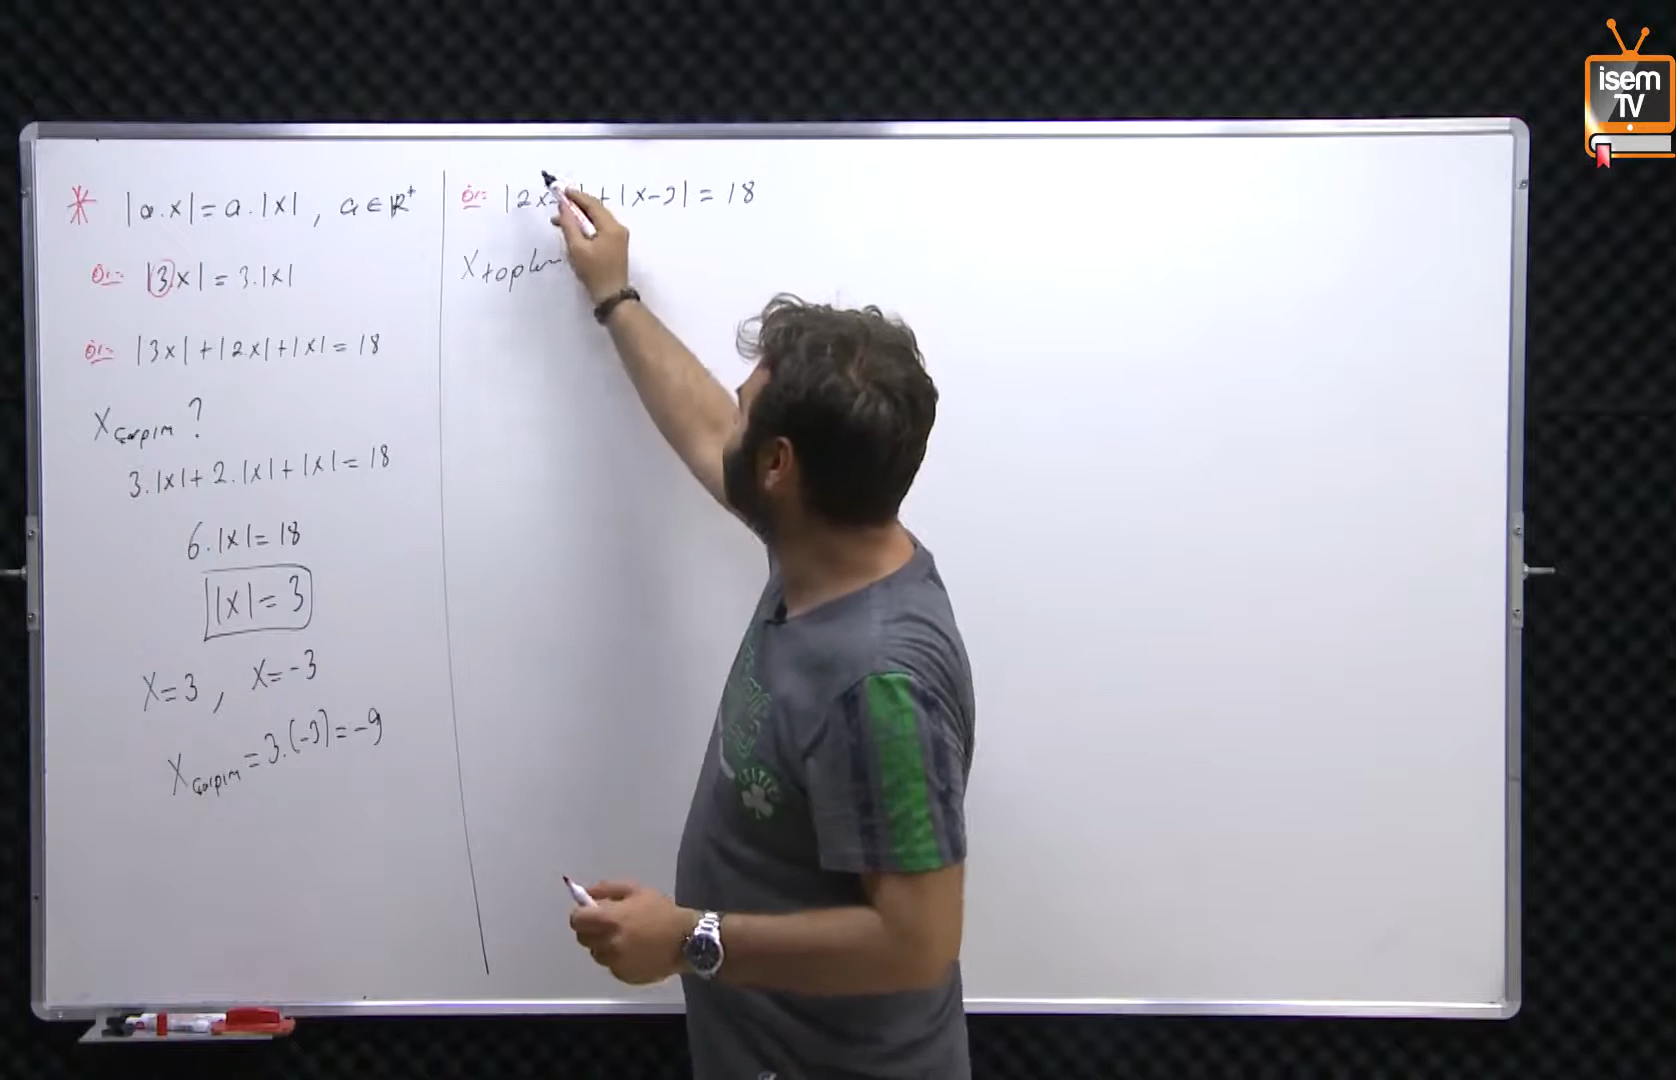 * |a.x| = a.|x| , a ∈ R⁺
Ör:- |3x| = 3.|x|
Ör:- |3x| + |2x| + |x| = 18
X çarpım ?
3.|x| + 2.|x| + |x| = 18
6.|x| = 18
|x| = 3
X = 3 , X = -3
X çarpım = 3.(-3) = -9
Ör:- |2x- | + |x-3| = 18
X toplam
isem
TV